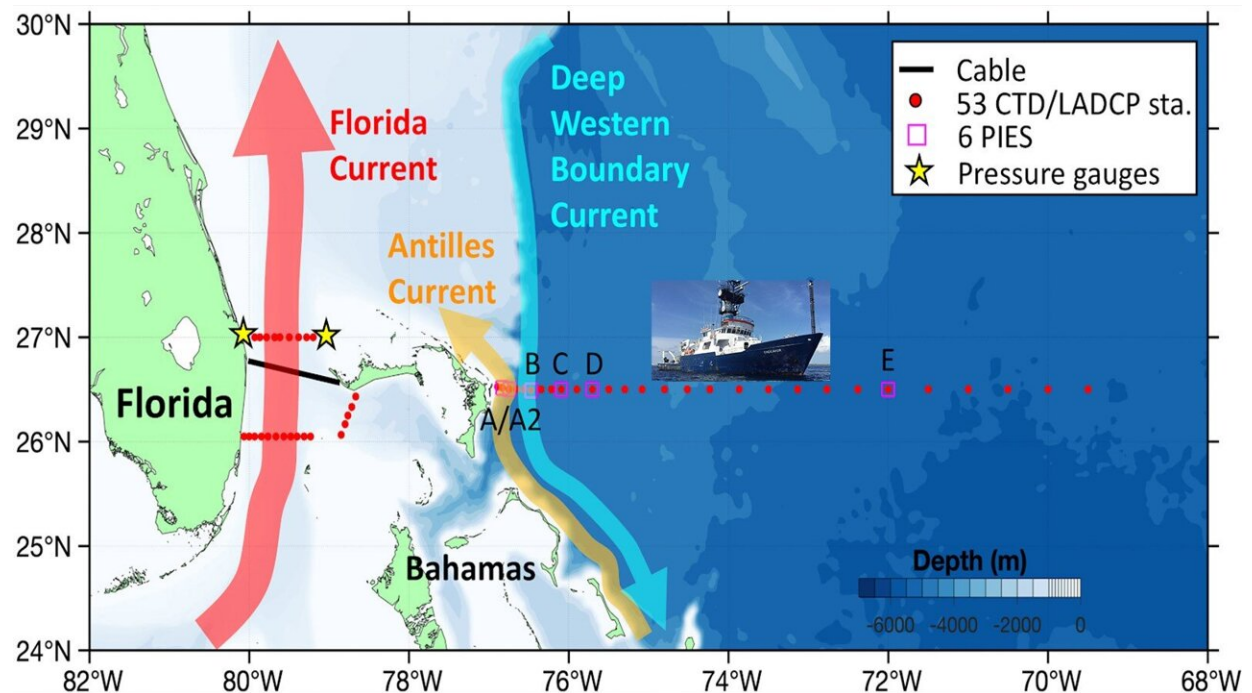 30°N
29°N
28°N
27°N
26°N
25°N
24°N
82°W
80°W
78°W
76°W
74°W
72°W
70°W
68°W
Florida
Current
Deep
Western
Boundary
Current
Antilles
Current
Cable
53 CTD/LADCP sta.
6 PIES
Pressure gauges
B
C
D
E
A/A2
Florida
Bahamas
Depth (m)
-6000
-4000
-2000
0